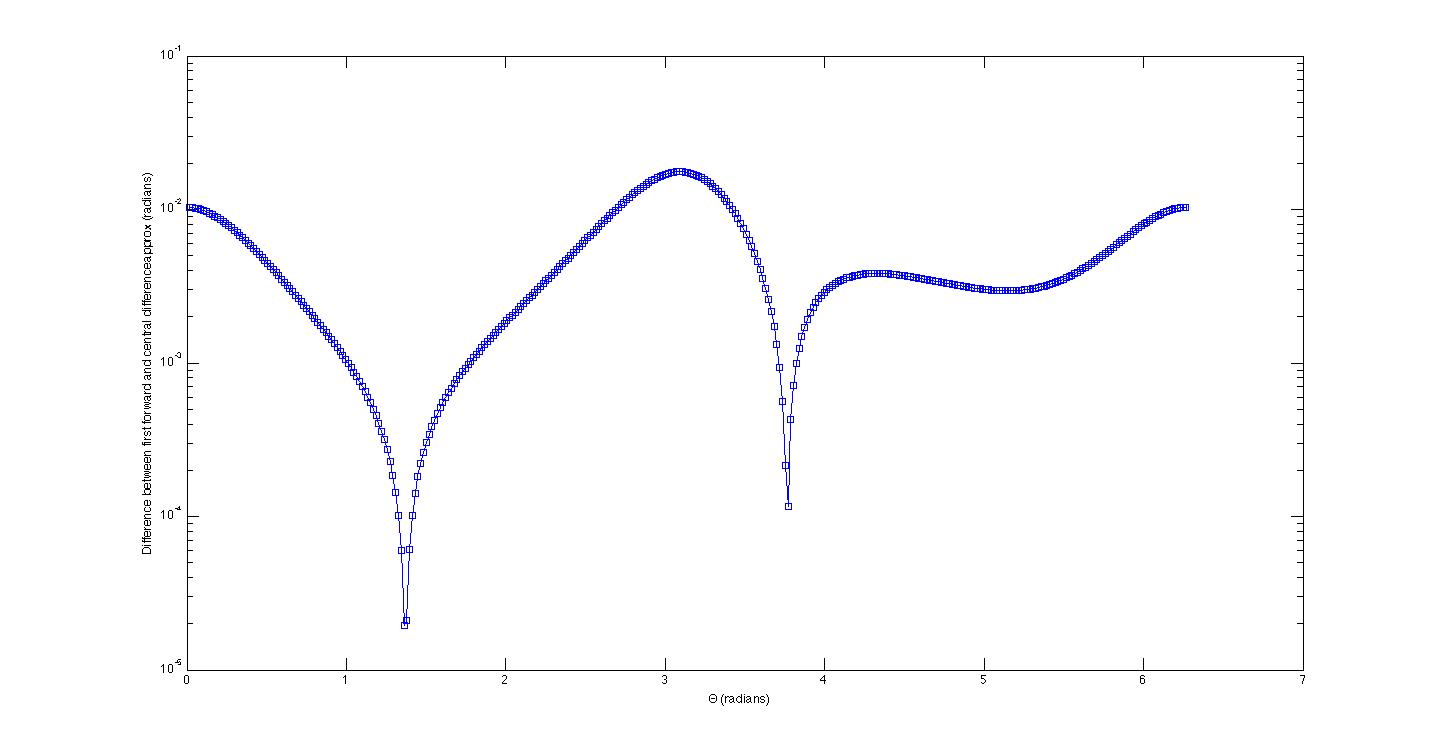 10-1
10-2
10-3
10-4
10-5
0 1 2 3 4 5 6 7
Difference between first forward and central differenceapprox (radians)
Θ (radians)